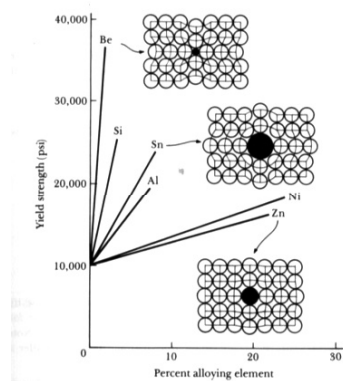 40,000
Be
30,000
Si
Sn
Al
20,000
Ni
Zn
10,000
0
10
20
30
Yield strength (psi)
Percent alloying element